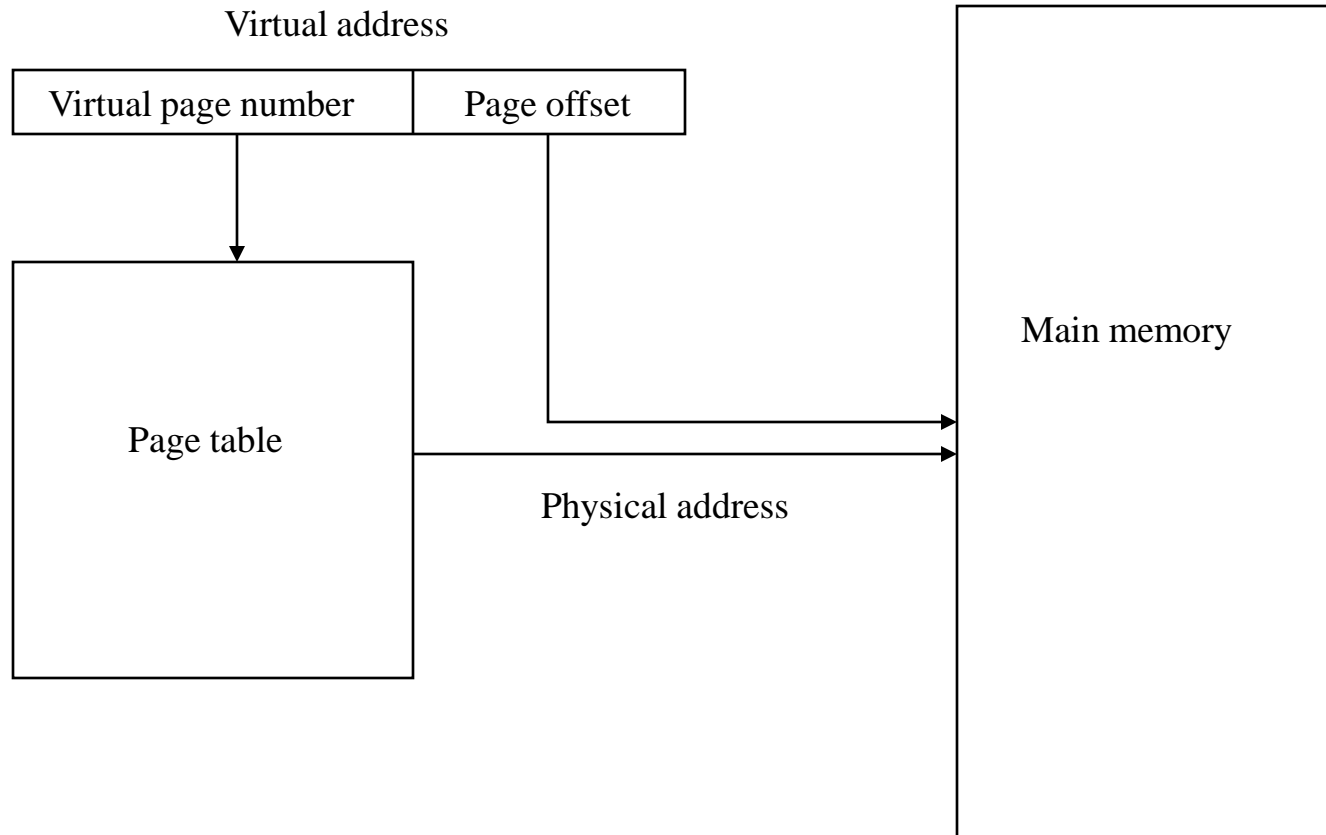 Virtual address
Virtual page number
Page offset
Main memory
Page table
Physical address